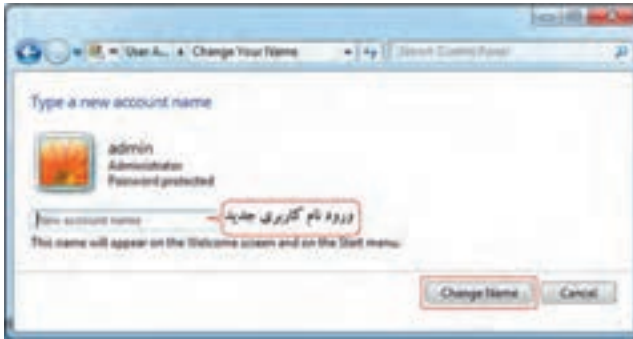 User A... Change Your Name Search Control Panel
Type a new account name
admin
Administrator
Password protected
New account name ورود نام کاربری جدید
This name will appear on the Welcome screen and on the Start menu.
Change Name Cancel